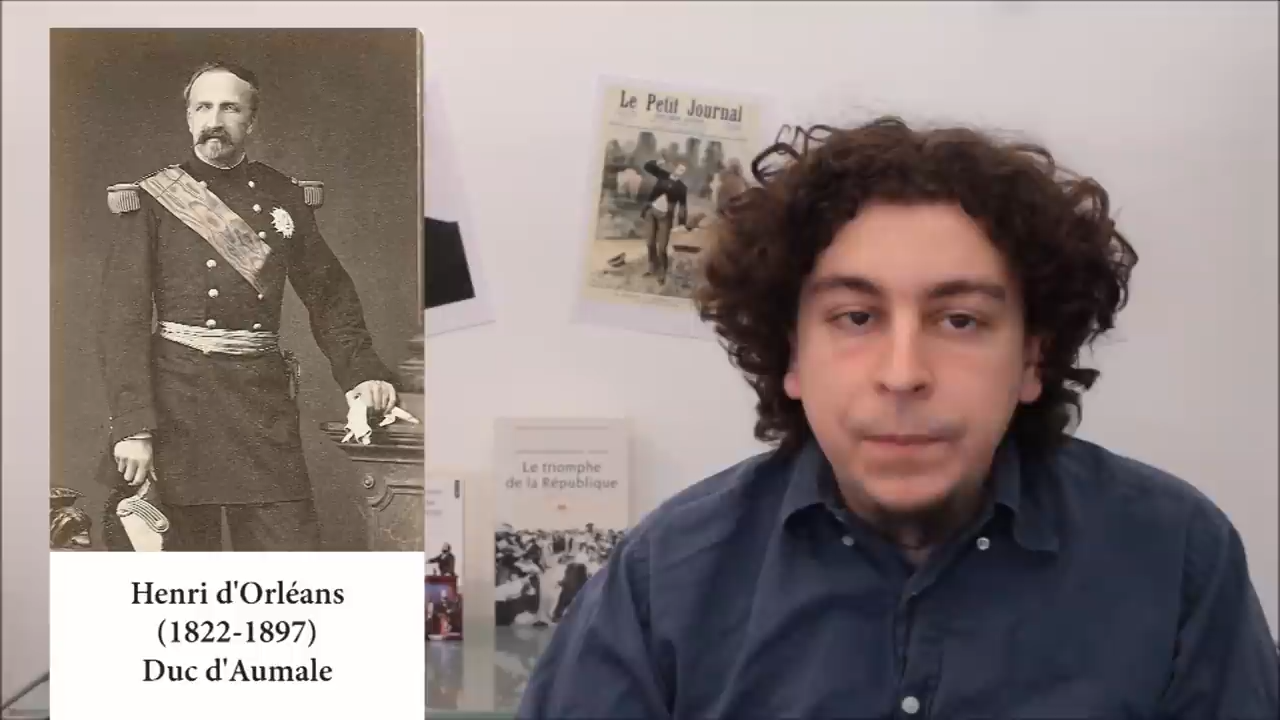 Henri d'Orléans
(1822-1897)
Duc d'Aumale
Le Petit Journal
Le triomphe
de la République